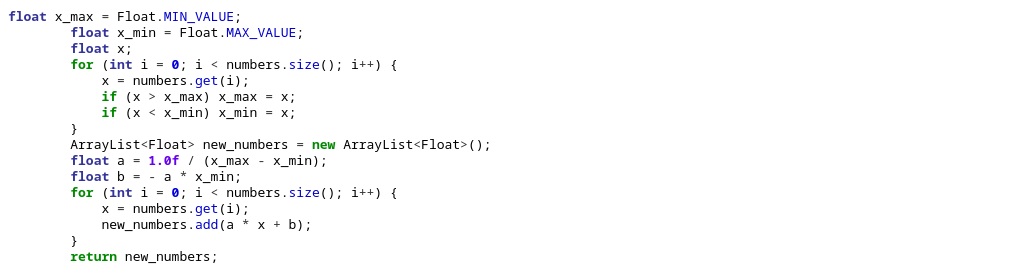 float x_max = Float.MIN_VALUE;
        float x_min = Float.MAX_VALUE;
        float x;
        for (int i = 0; i < numbers.size(); i++) {
            x = numbers.get(i);
            if (x > x_max) x_max = x;
            if (x < x_min) x_min = x;
        }
        ArrayList<Float> new_numbers = new ArrayList<Float>();
        float a = 1.0f / (x_max - x_min);
        float b = - a * x_min;
        for (int i = 0; i < numbers.size(); i++) {
            x = numbers.get(i);
            new_numbers.add(a * x + b);
        }
        return new_numbers;